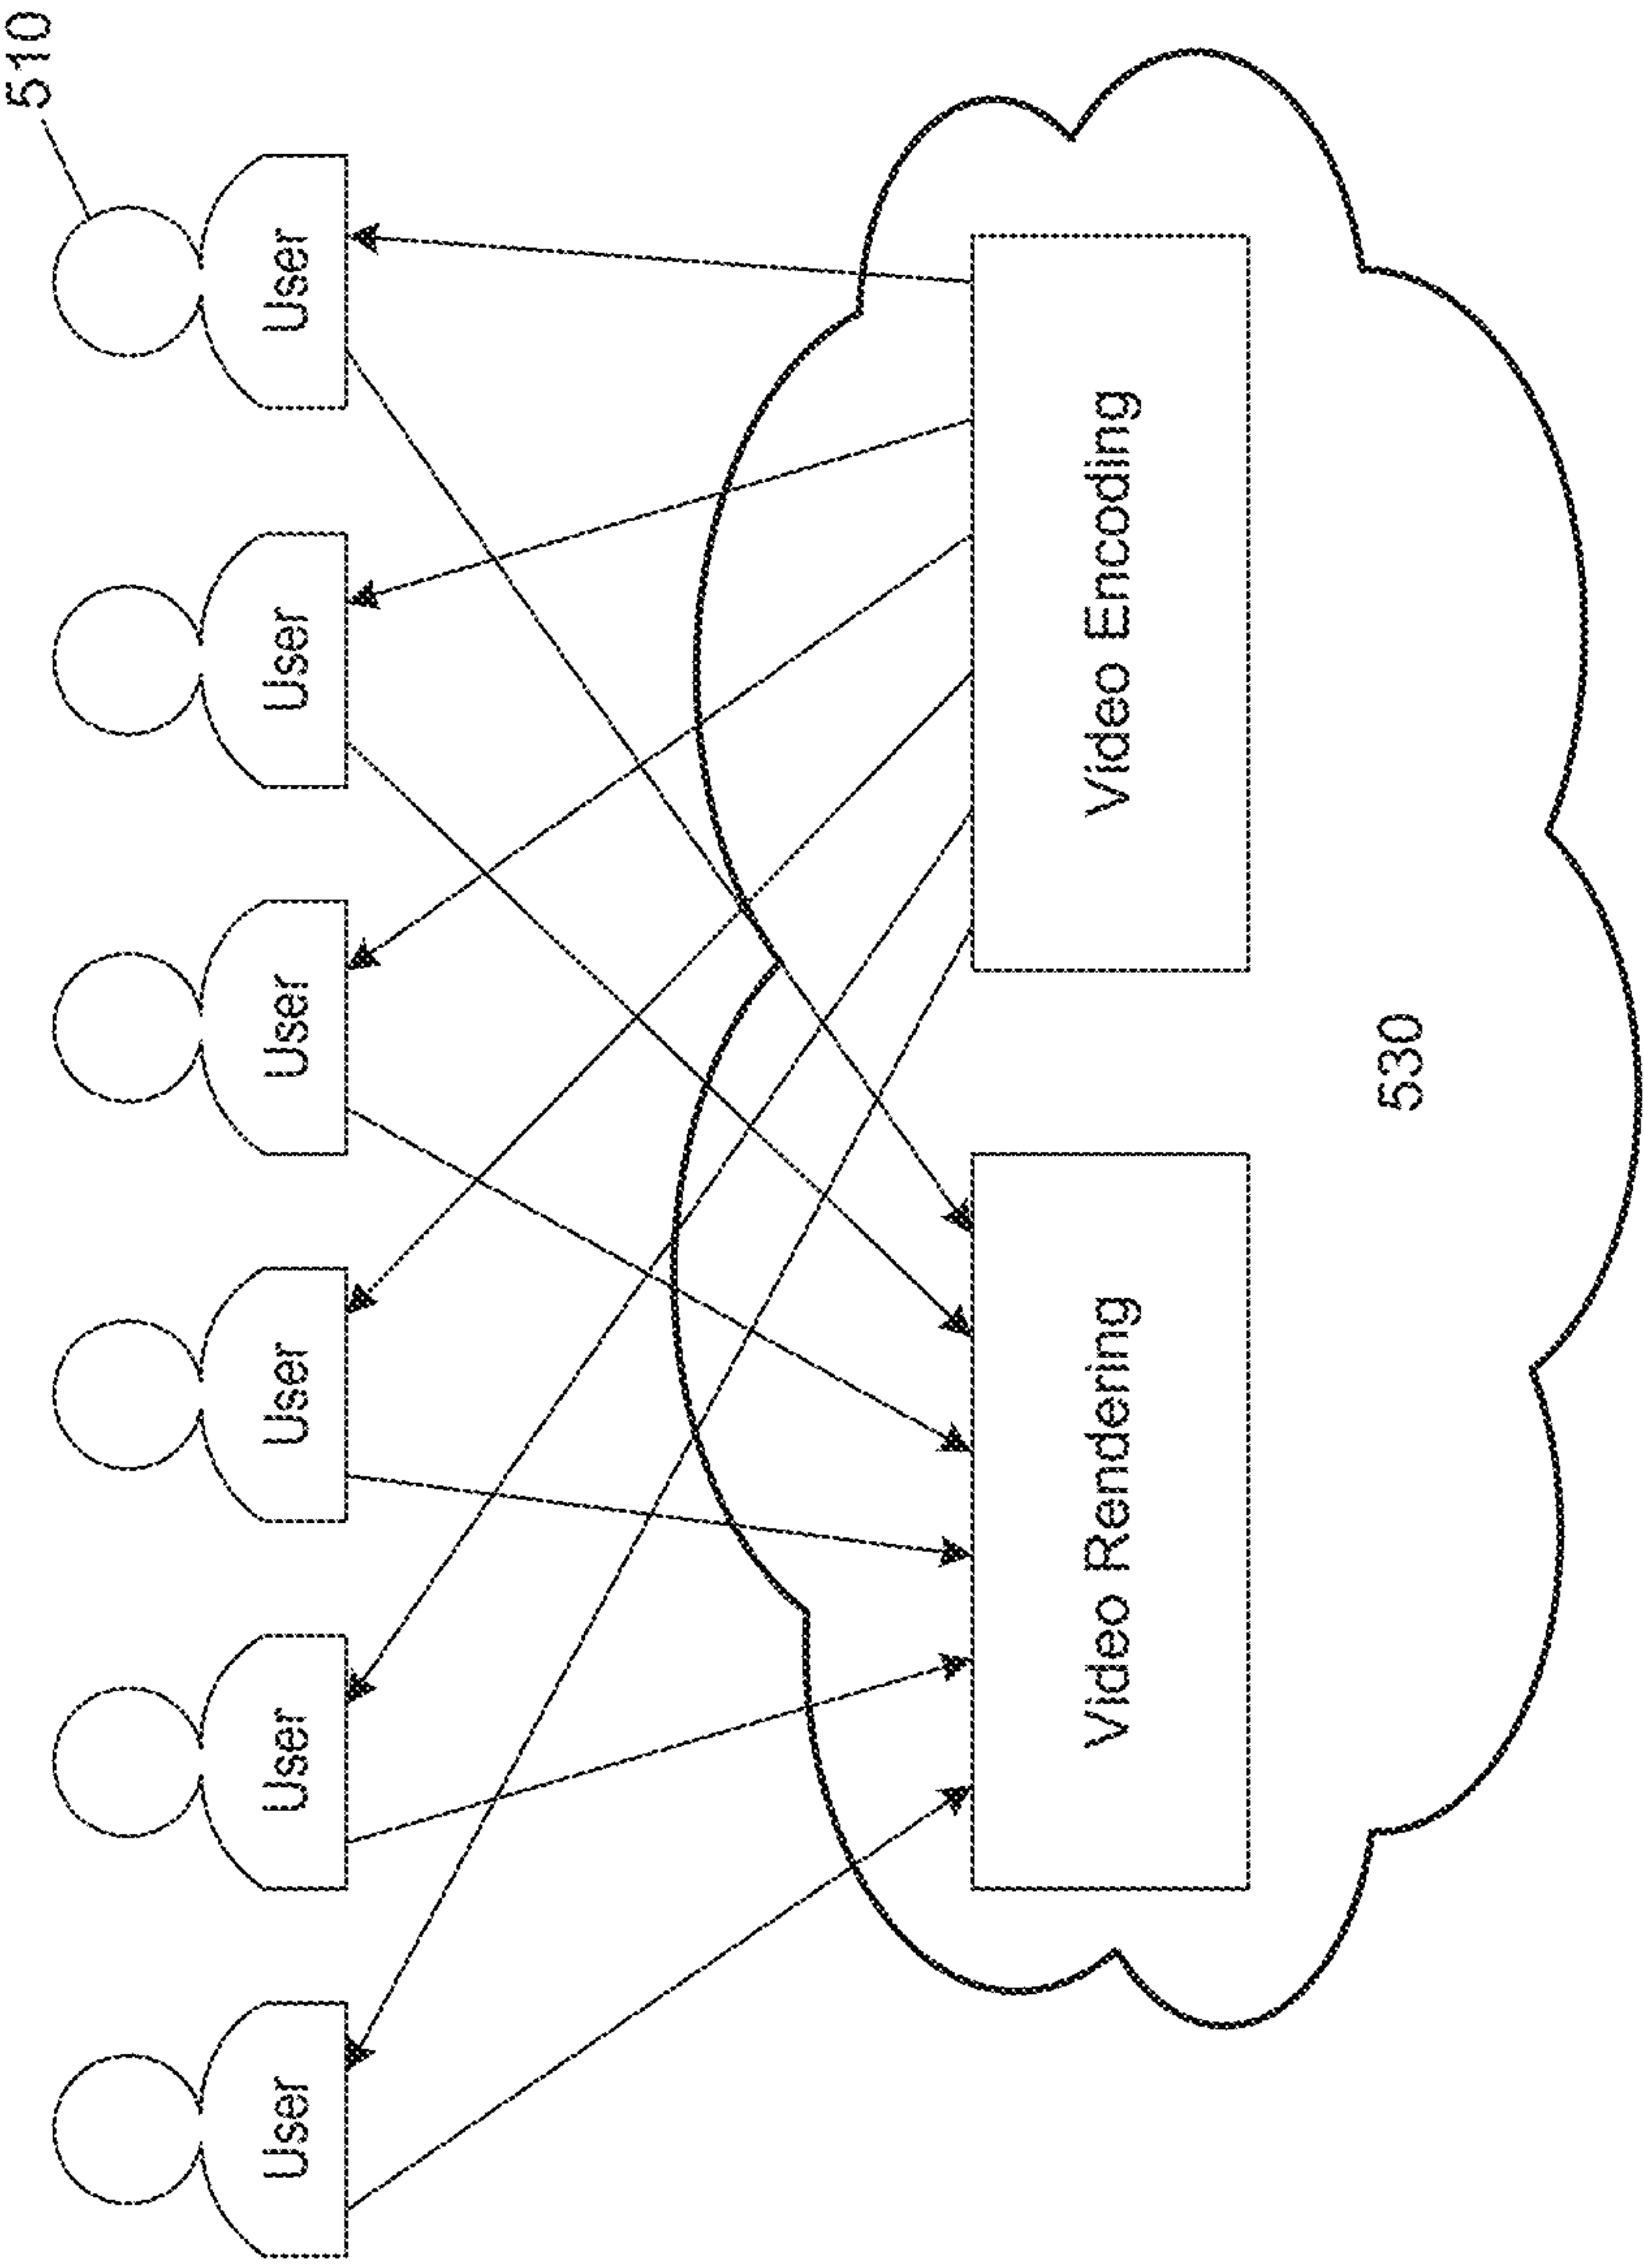 510
User
User
User
User
User
User
Video Rendering
Video Encoding
530